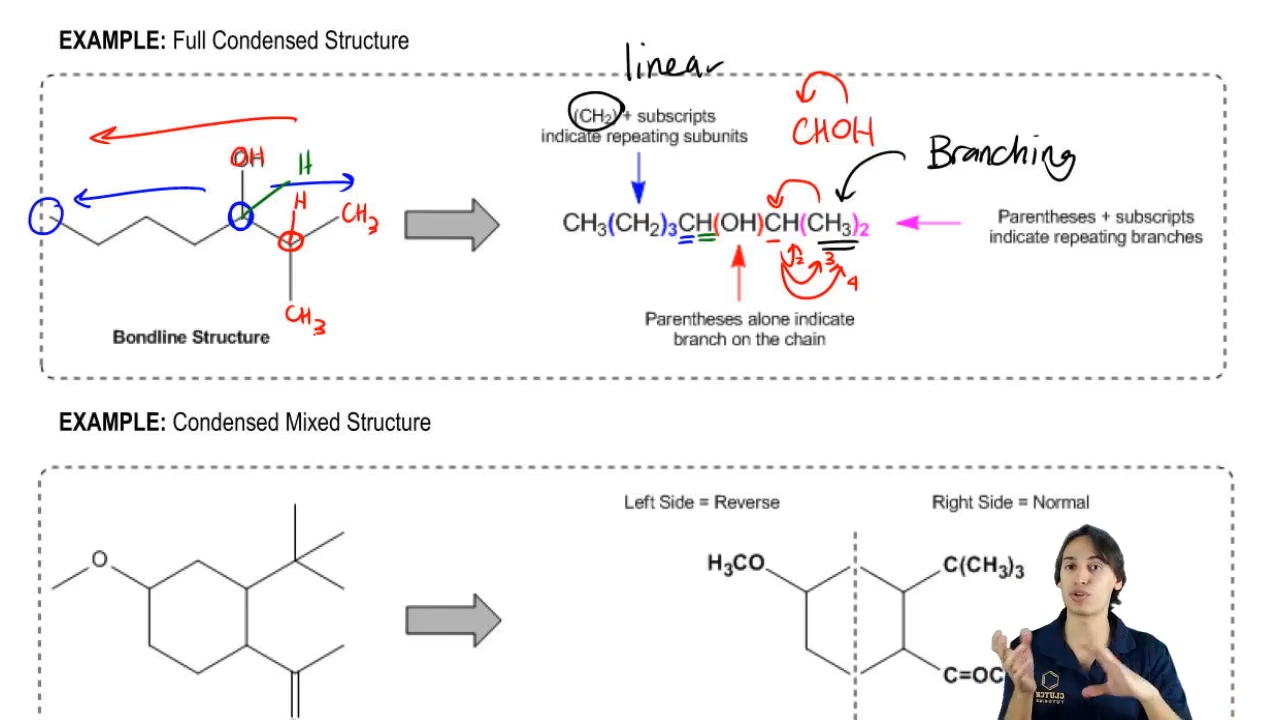 EXAMPLE: Full Condensed Structure
linear
(CH₂) + subscripts
indicate repeating subunits
CHOH
Branching
OH
H
H
CH₃
CH₃
CH₃(CH₂)₃CH(OH)CH(CH₃)₂
2
3
4
Parentheses + subscripts
indicate repeating branches
Parentheses alone indicate
branch on the chain
Bondline Structure
EXAMPLE: Condensed Mixed Structure
Left Side = Reverse
Right Side = Normal
O
H₃CO
C(CH₃)₃
C=OC
CLUTCH